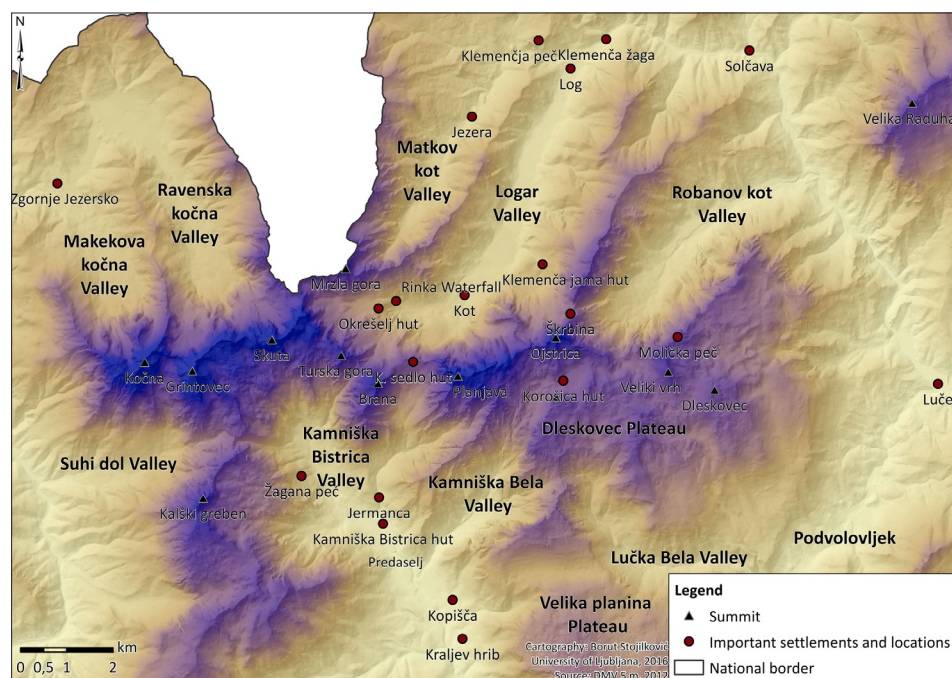 N
Klemenčja peč
Klemenča žaga
Solčava
Log
Velika Raduha
Jezera
Matkov
kot
Valley
Ravenska
kočna
Valley
Logar
Valley
Robanov kot
Valley
Zgornje Jezersko
Makekova
kočna
Valley
Mrzla gora
Klemenča jama hut
Rinka Waterfall
Kot
Okrešelj hut
Škrbina
Skuta
Ojstrica
Molička peč
Turska gora
K. sedlo hut
Kočna
Grintovec
Brana
Planjava
Korošica hut
Veliki vrh
Dleskovec
Luče
Dleskovec Plateau
Kamniška
Bistrica
Valley
Suhi dol Valley
Kamniška Bela
Valley
Žagana peč
Kalški greben
Jermanca
Kamniška Bistrica hut
Predaselj
Podvolovljek
Lučka Bela Valley
Kopišča
Velika planina
Plateau
Kraljev hrib
km
0 0,5 1 2
Cartography: Borut Stojilković
University of Ljubljana, 2016
Source: DMV 5 m, 2012
Legend
Summit
Important settlements and locations
National border